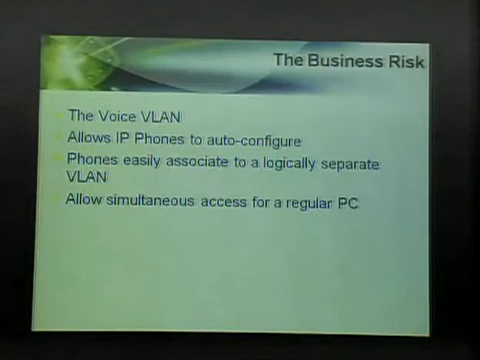 The Business Risk
The Voice VLAN
Allows IP Phones to auto-configure
Phones easily associate to a logically separate
VLAN
Allow simultaneous access for a regular PC